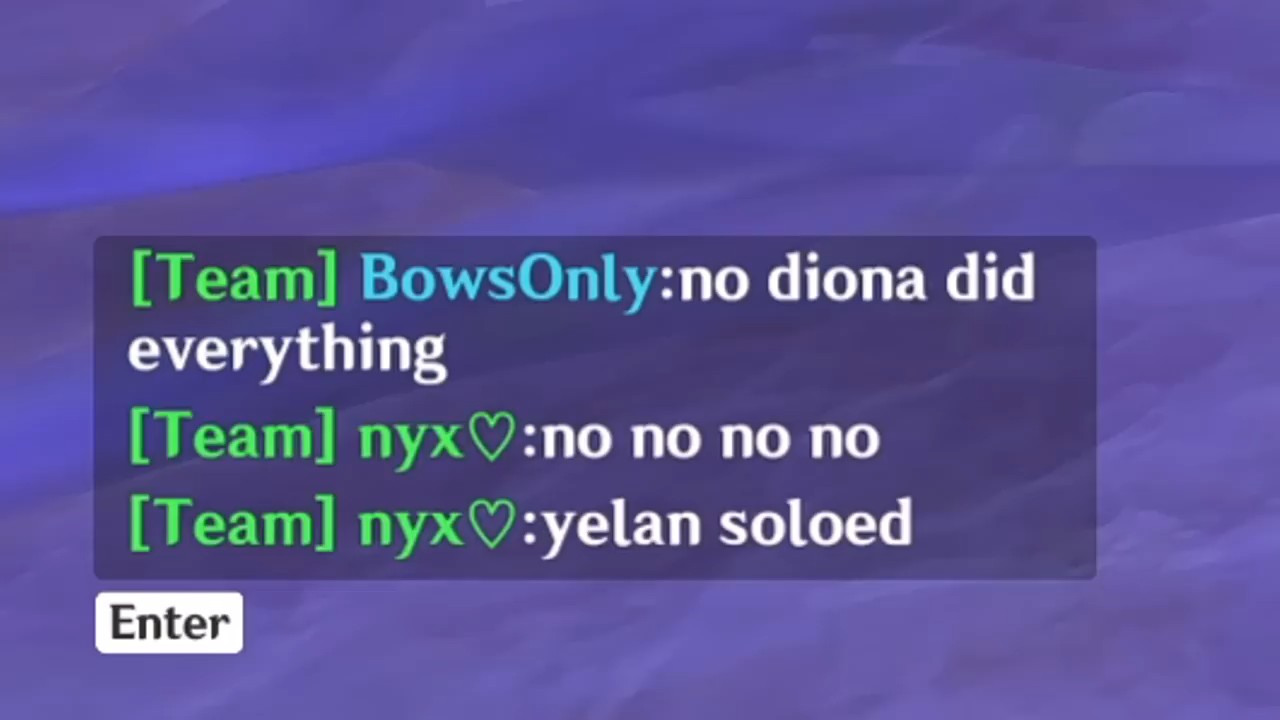 [Team] BowsOnly:no diona did
everything
[Team] nyx♡:no no no no
[Team] nyx♡:yelan soloed
Enter